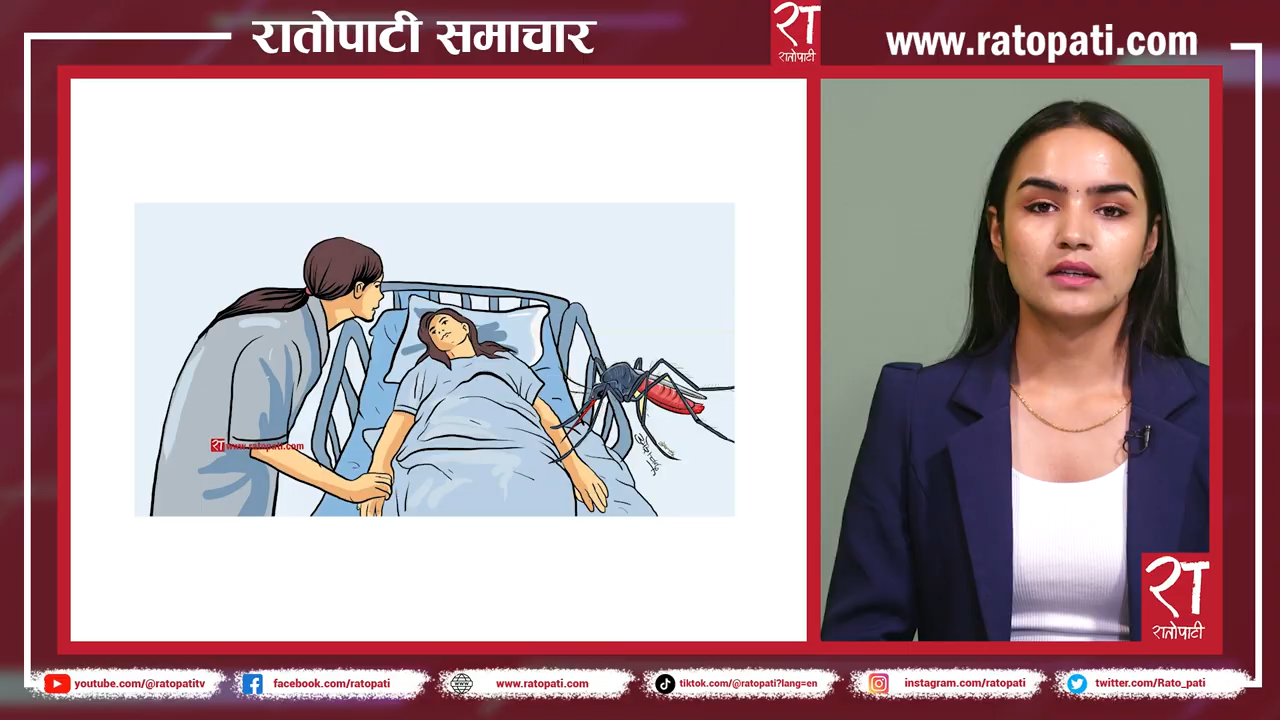 रातोपाटी समाचार
रा
रातोपाटी
www.ratopati.com
रा www.ratopati.com
रा
रातोपाटी
youtube.com/@ratopatitv
facebook.com/ratopati
www.ratopati.com
tiktok.com/@ratopati?lang=en
instagram.com/ratopati
twitter.com/Rato_pati